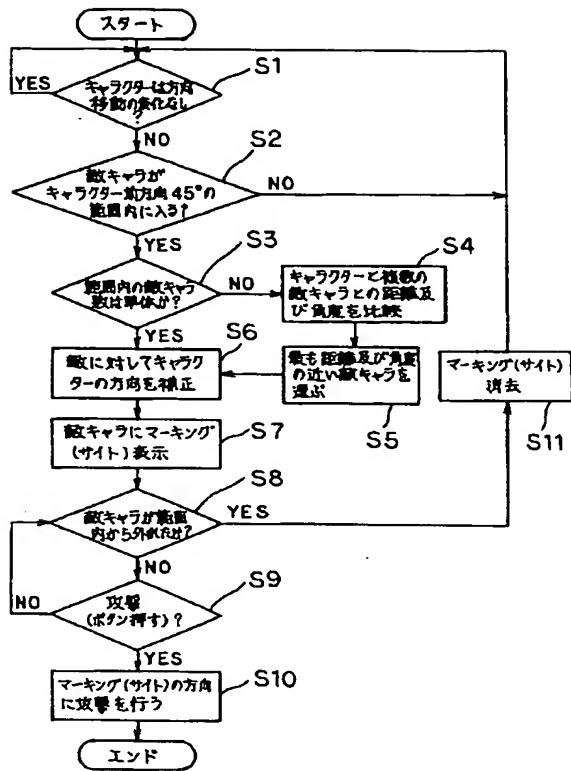 スタート
S1
キャラクターは方向
移動の変化なし
?
YES
NO
S2
敵キャラが
キャラクター前方向45°の
範囲内に入る?
NO
YES
S3
範囲内の敵キャラ
数は単体か?
NO
YES
S4
キャラクターと複数の
敵キャラとの距離及
び角度を比較
S5
最も距離及び角度
の近い敵キャラを
選ぶ
S6
敵に対してキャラク
ターの方向を補正
S7
敵キャラにマーキング
(サイト)表示
S8
敵キャラが範囲
内から外れたか?
YES
NO
S11
マーキング(サイト)
消去
S9
攻撃
(ボタン押す)?
NO
YES
S10
マーキング(サイト)の方向
に攻撃を行う
エンド